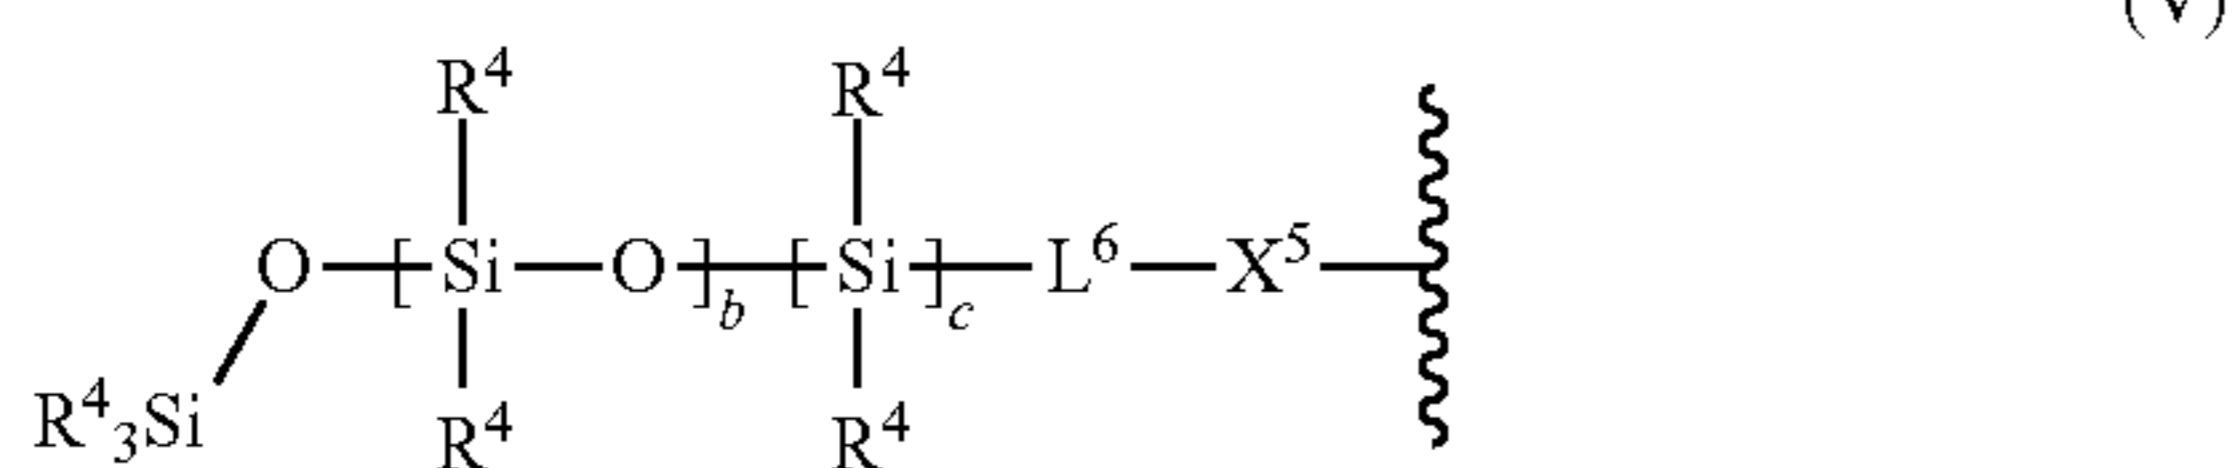 (V)
R⁴ R⁴
O [ Si O ]b [ Si ]c L⁶ X⁵
R⁴₃Si R⁴ R⁴